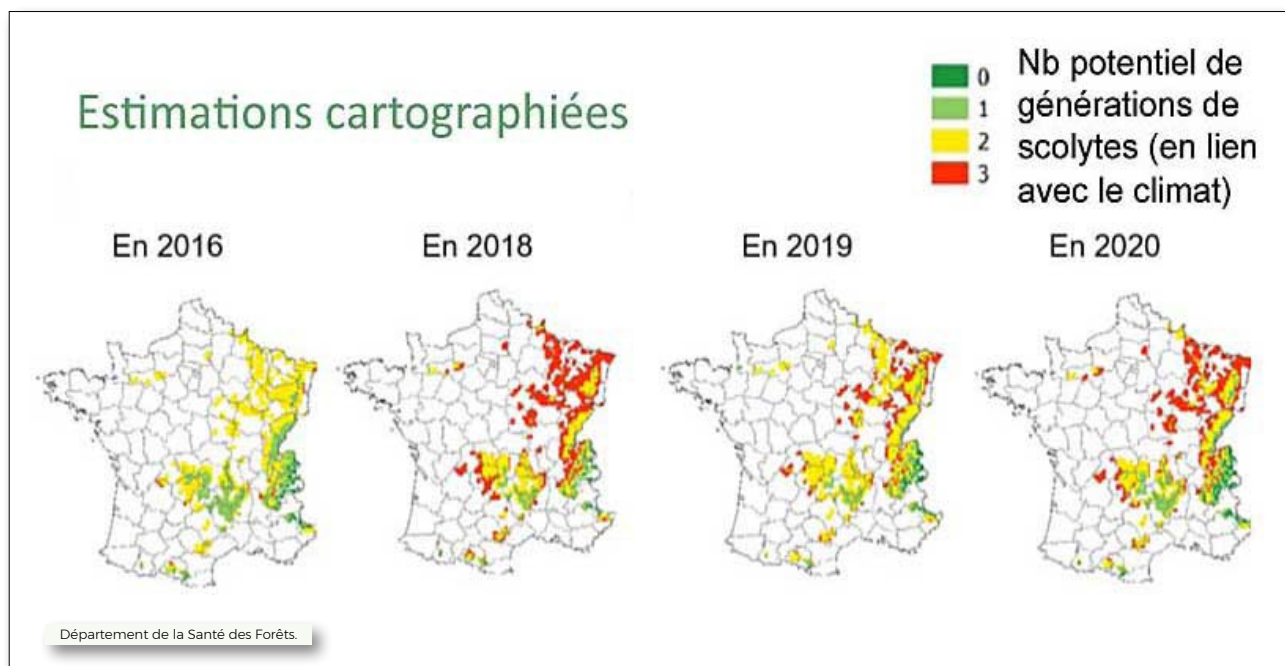 Estimations cartographiées
0
1
2
3
Nb potentiel de
générations de
scolytes (en lien
avec le climat)
En 2016
En 2018
En 2019
En 2020
Département de la Santé des Forêts.